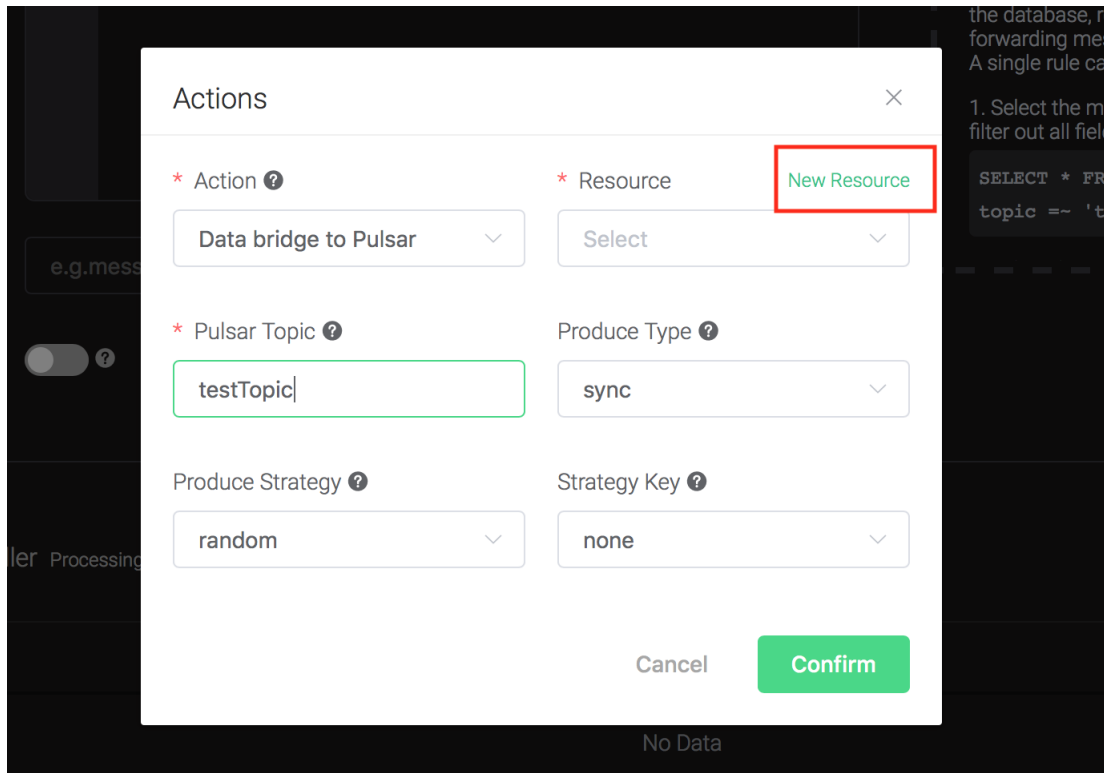 the database, r
forwarding mes
A single rule ca
1. Select the m
filter out all fiel
SELECT * FR
topic =~ 't
Actions
* Action ?
* Resource
New Resource
Data bridge to Pulsar
Select
e.g.mess
* Pulsar Topic ?
Produce Type ?
?
testTopic
sync
Produce Strategy ?
Strategy Key ?
random
none
ller Processing
Cancel
Confirm
No Data